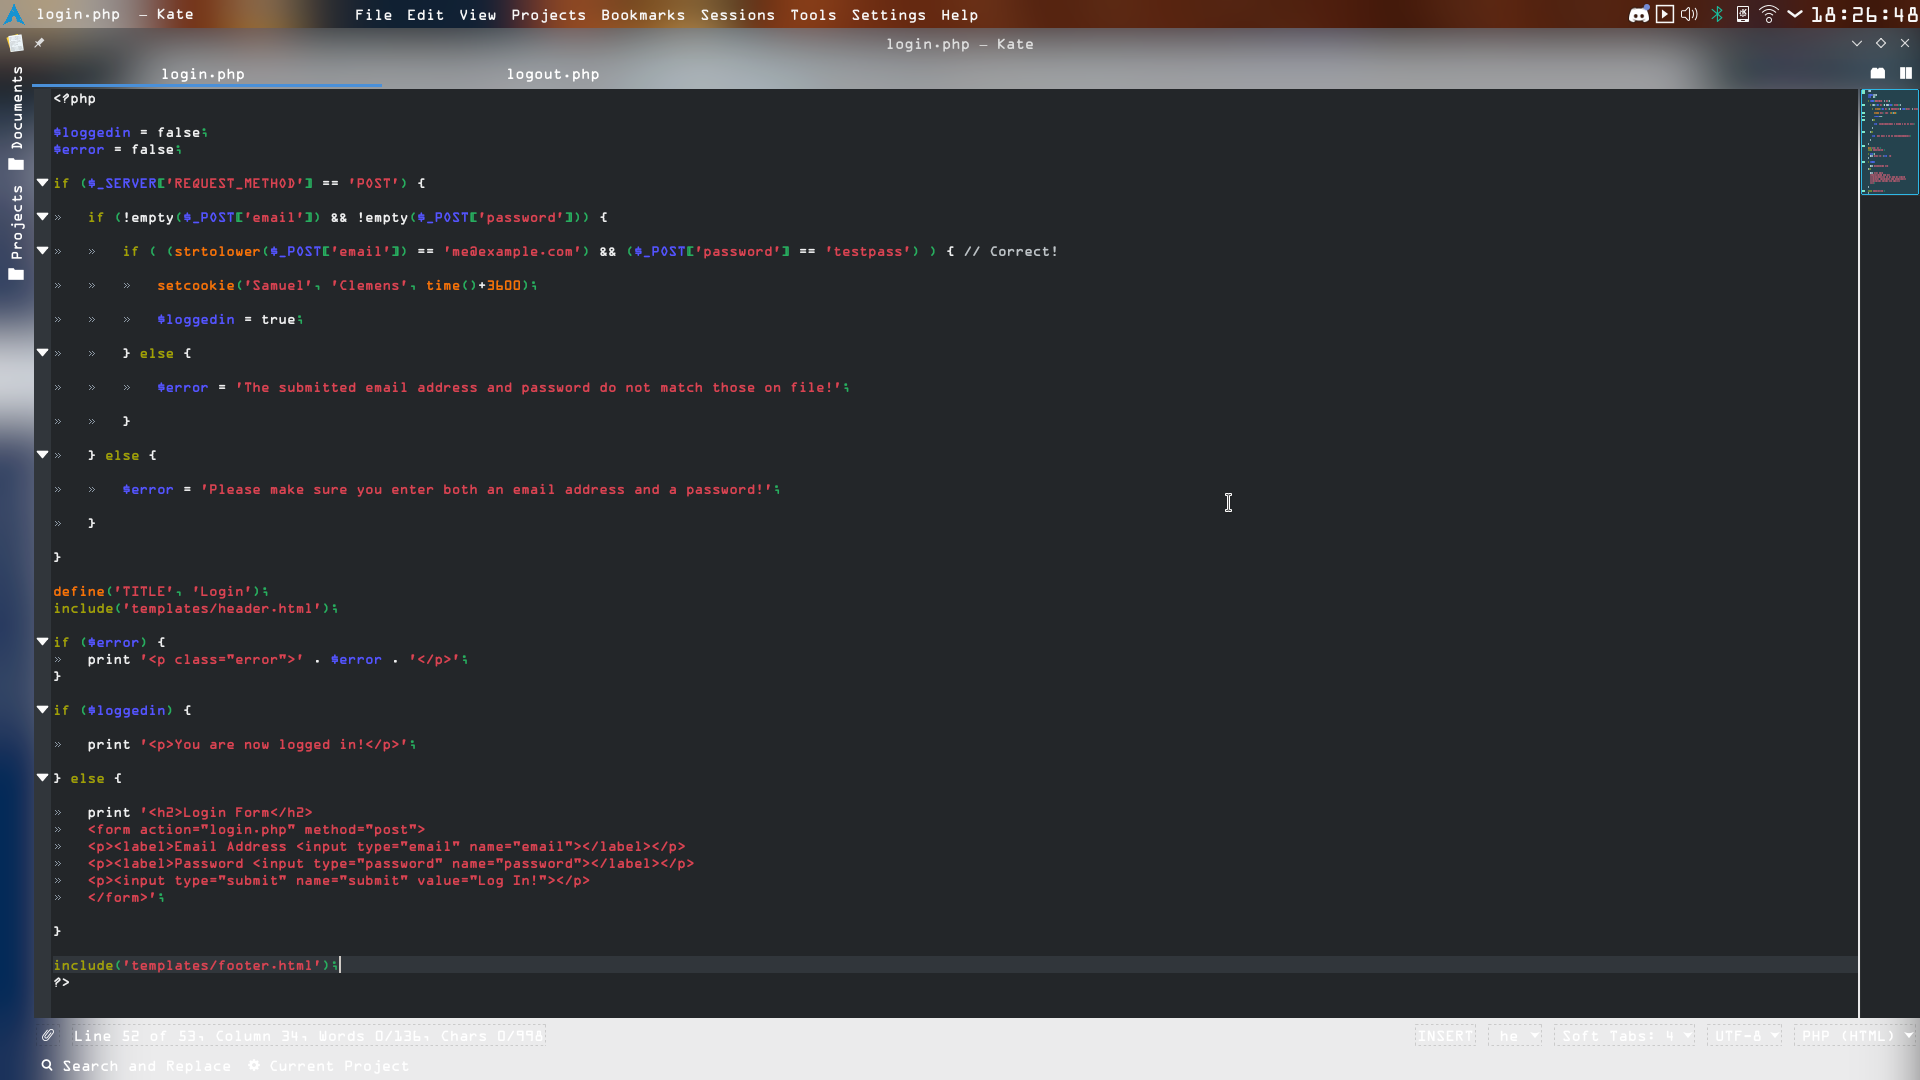 login.php — Kate
File Edit View Projects Bookmarks Sessions Tools Settings Help
18:26:48
login.php — Kate
login.php
logout.php
Documents
Projects
<?php
$loggedin = false;
$error = false;
if ($_SERVER['REQUEST_METHOD'] == 'POST') {
» if (!empty($_POST['email']) && !empty($_POST['password'])) {
» » if ( (strtolower($_POST['email']) == 'me@example.com') && ($_POST['password'] == 'testpass') ) { // Correct!
» » » setcookie('Samuel', 'Clemens', time()+3600);
» » » $loggedin = true;
» » } else {
» » » $error = 'The submitted email address and password do not match those on file!';
» » }
» } else {
» » $error = 'Please make sure you enter both an email address and a password!';
» }
}
define('TITLE', 'Login');
include('templates/header.html');
if ($error) {
» print '<p class="error">' . $error . '</p>';
}
if ($loggedin) {
» print '<p>You are now logged in!</p>';
} else {
» print '<h2>Login Form</h2>
» <form action="login.php" method="post">
» <p><label>Email Address <input type="email" name="email"></label></p>
» <p><label>Password <input type="password" name="password"></label></p>
» <p><input type="submit" name="submit" value="Log In!"></p>
» </form>';
}
include('templates/footer.html');
?>
Line 52 of 53, Column 34, Words 0/136, Chars 0/998
INSERT
he
Soft Tabs: 4
UTF-8
PHP (HTML)
Search and Replace
Current Project